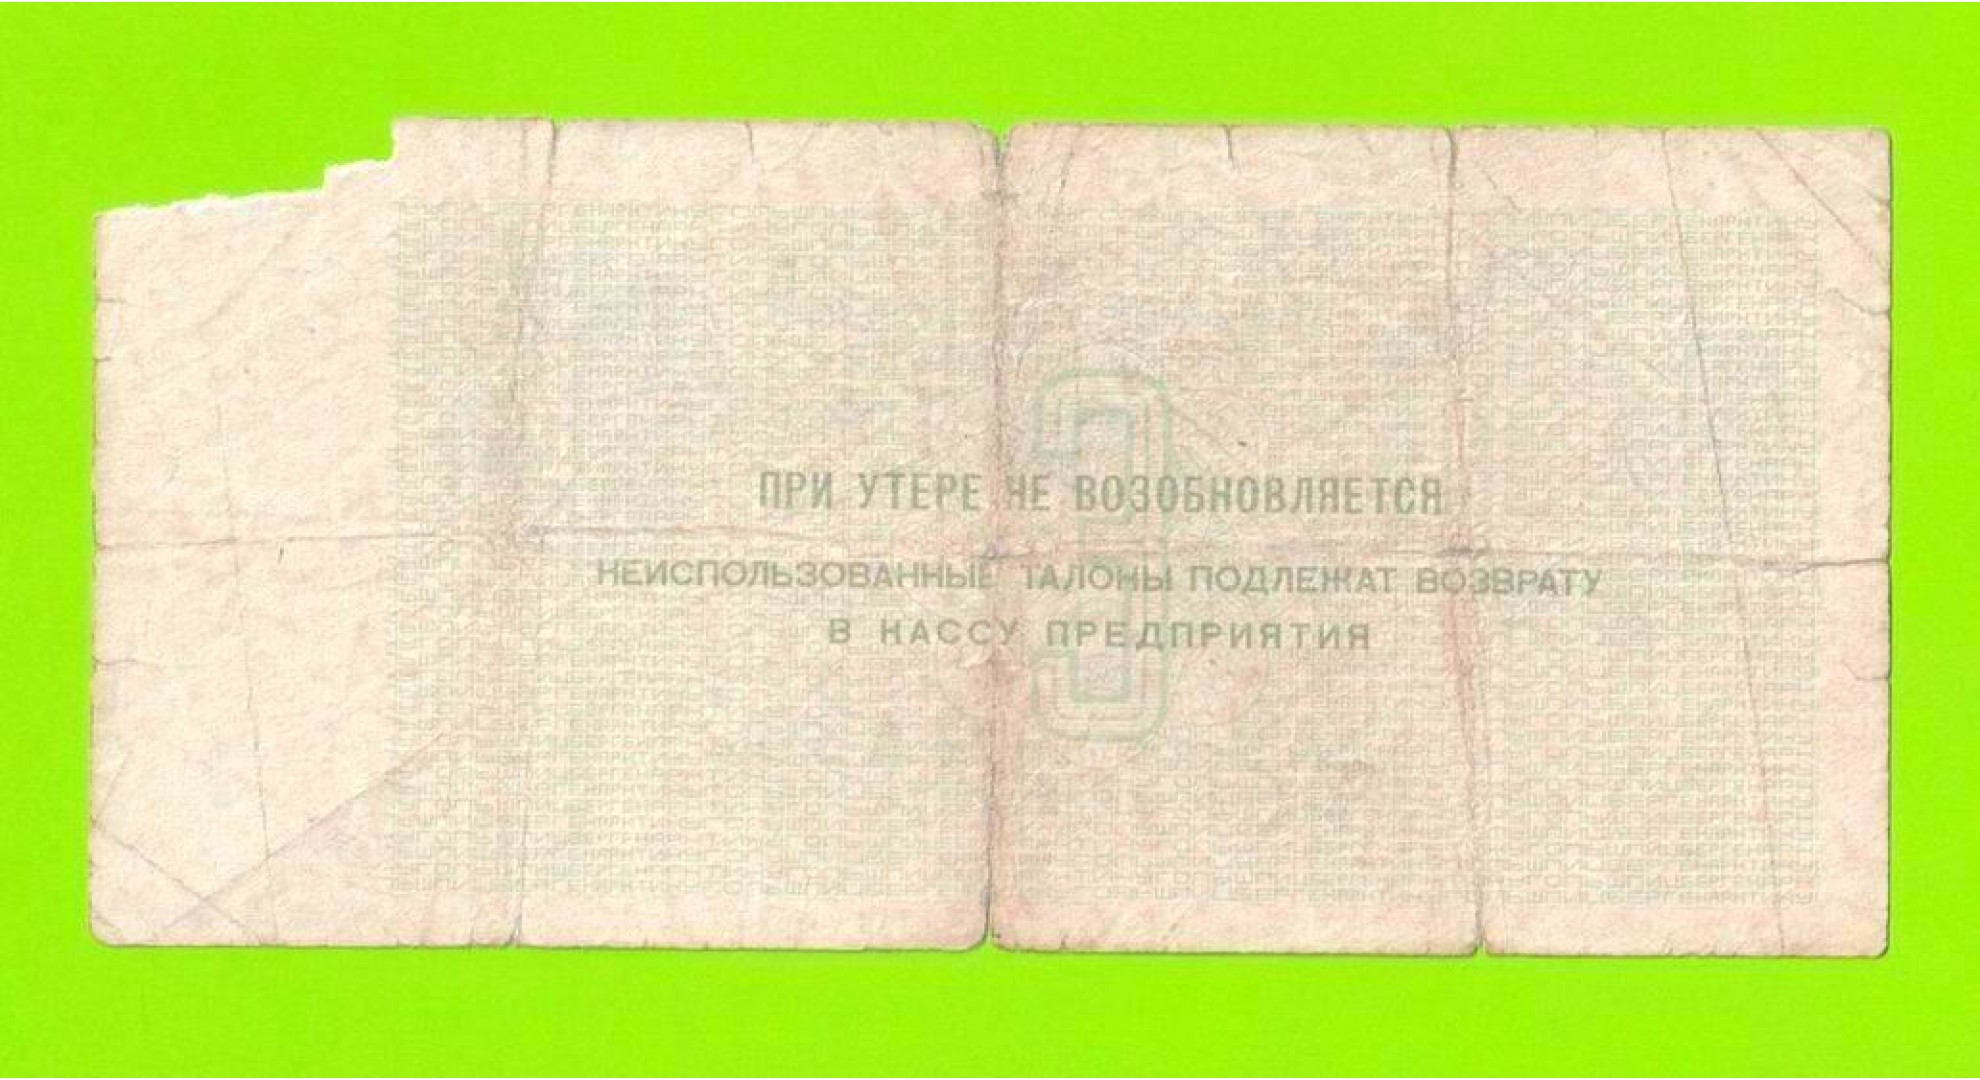 ПРИ УТЕРЕ НЕ ВОЗОБНОВЛЯЕТСЯ
НЕИСПОЛЬЗОВАННЫЕ ТАЛОНЫ ПОДЛЕЖАТ ВОЗВРАТУ
В КАССУ ПРЕДПРИЯТИЯ